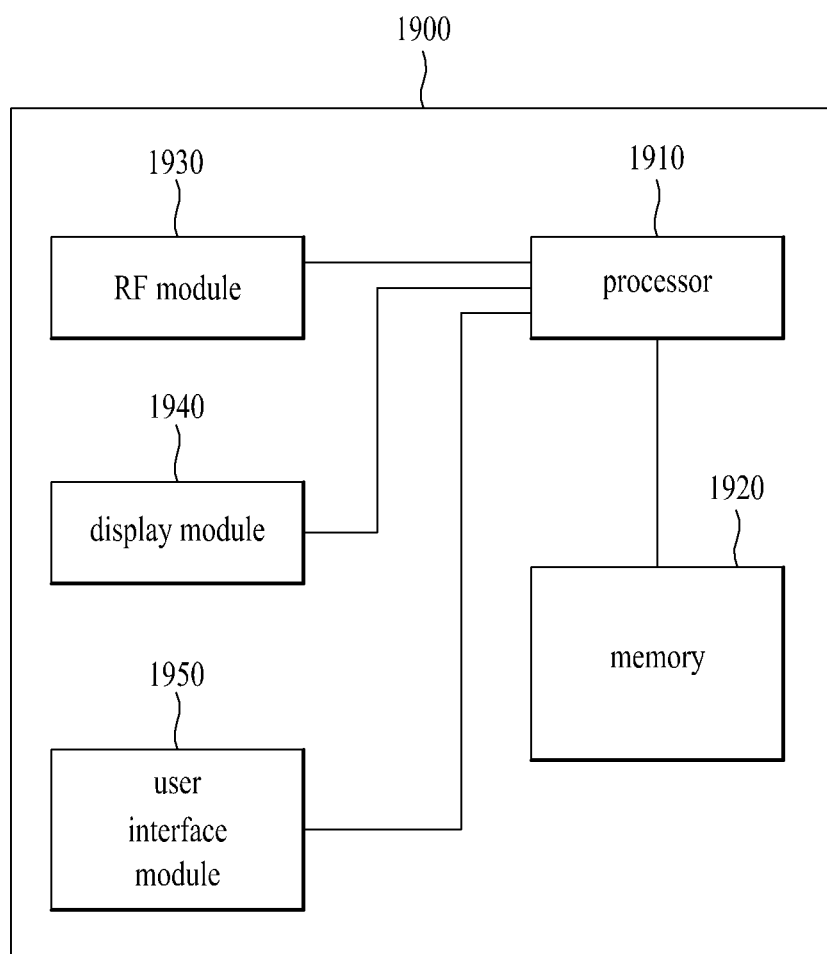 1900
1930
1910
RF module
processor
1940
1920
display module
memory
1950
user
interface
module